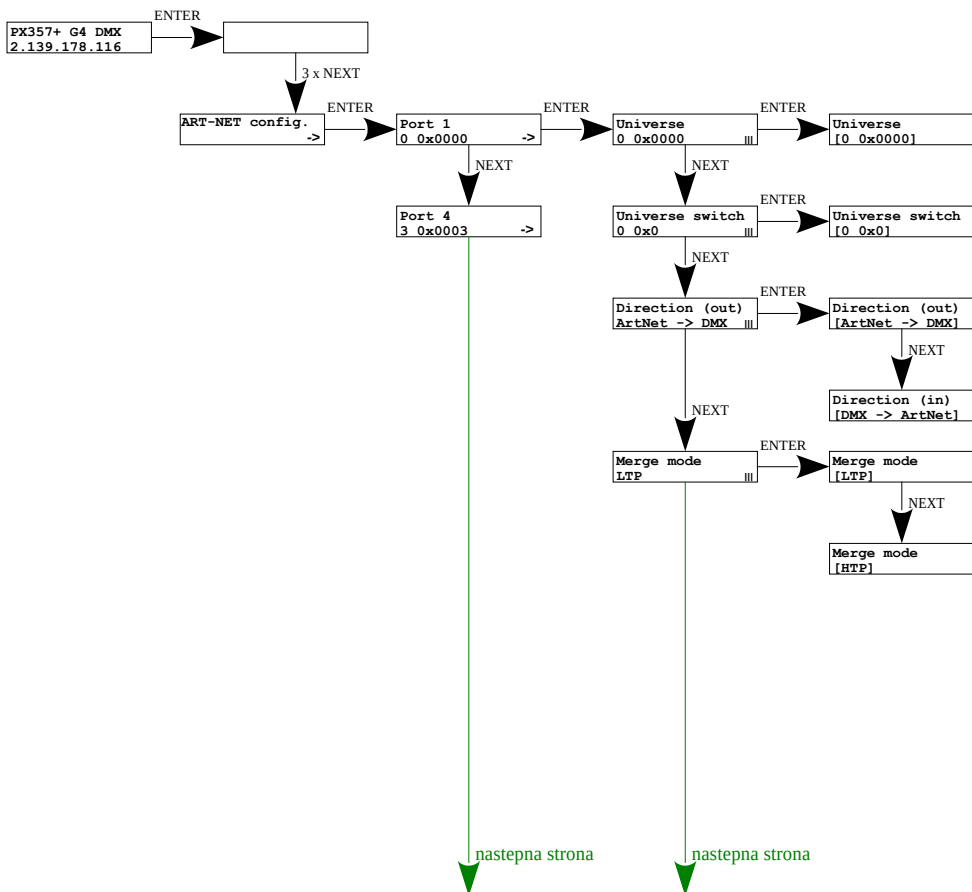 ENTER
PX357+ G4 DMX
2.139.178.116
3 x NEXT
ART-NET config.
->
ENTER
Port 1
0 0x0000 ->
ENTER
Universe
0 0x0000
ENTER
Universe
[0 0x0000]
NEXT
NEXT
Port 4
3 0x0003 ->
Universe switch
0 0x0
ENTER
Universe switch
[0 0x0]
NEXT
Direction (out)
ArtNet -> DMX
ENTER
Direction (out)
[ArtNet -> DMX]
NEXT
Direction (in)
[DMX -> ArtNet]
NEXT
Merge mode
LTP
ENTER
Merge mode
[LTP]
NEXT
Merge mode
[HTP]
nastepna strona
nastepna strona